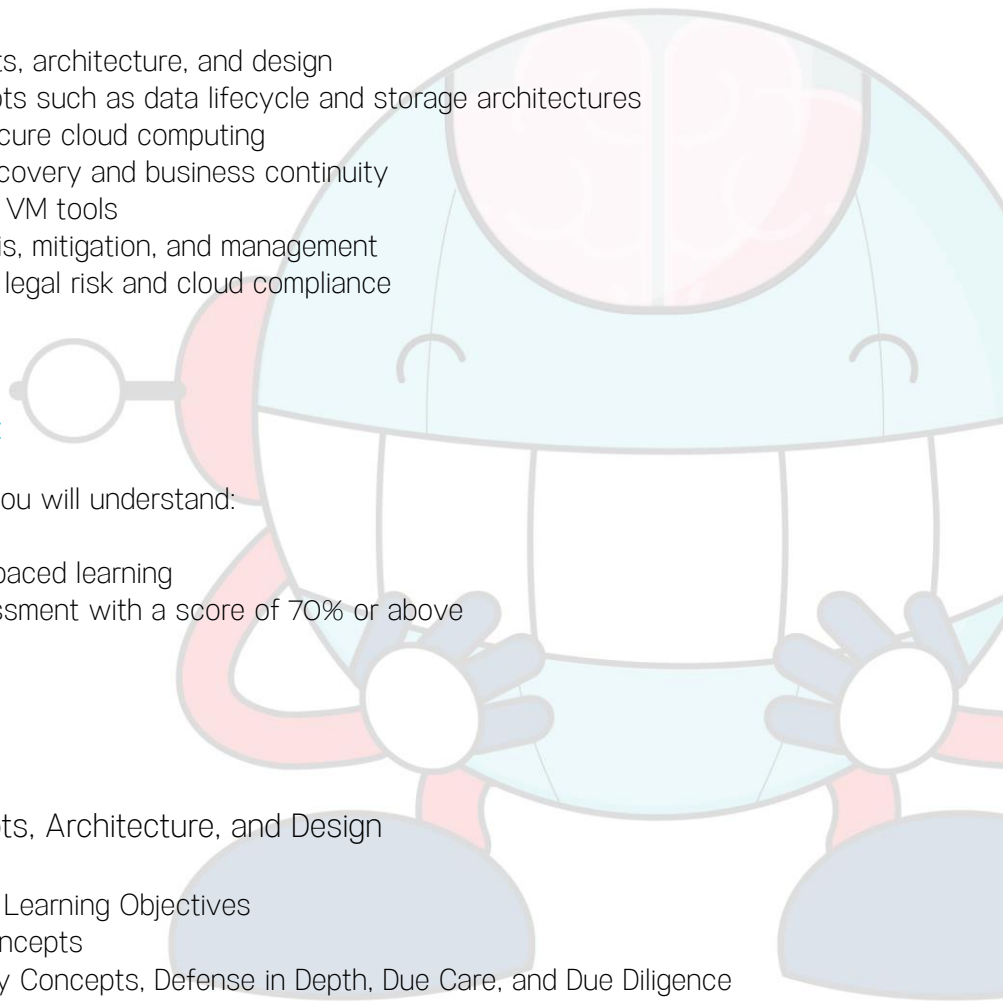 ts, architecture, and design
pts such as data lifecycle and storage architectures
cure cloud computing
covery and business continuity
VM tools
is, mitigation, and management
legal risk and cloud compliance
:
ou will understand:
paced learning
ssment with a score of 70% or above
ts, Architecture, and Design
Learning Objectives
ncepts
y Concepts, Defense in Depth, Due Care, and Due Diligence